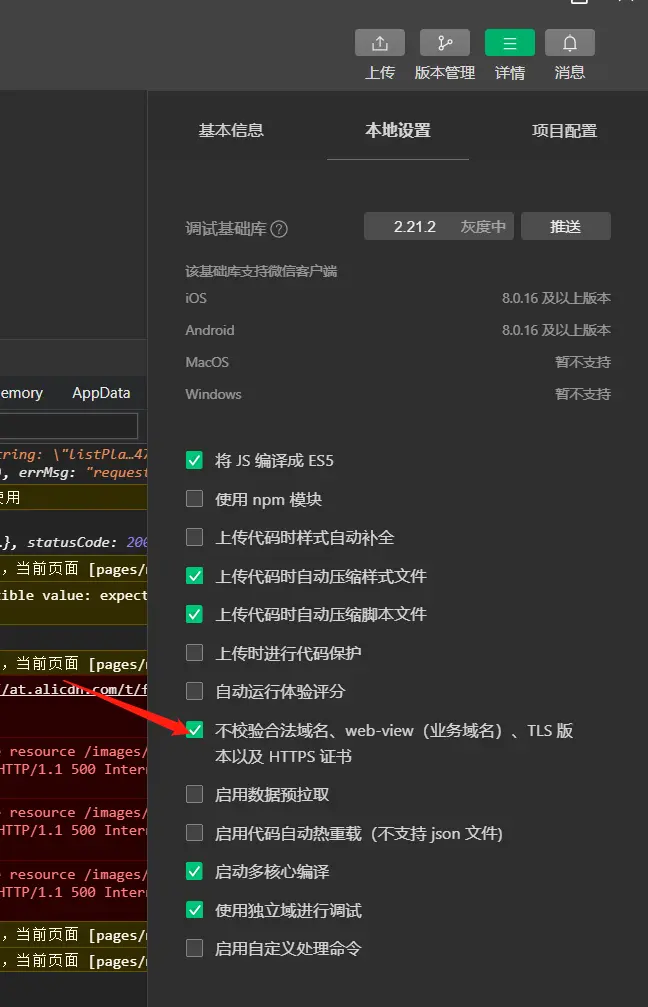 上传 版本管理 详情 消息
基本信息 本地设置 项目配置
调试基础库 ? 2.21.2 灰度中 推送
该基础库支持微信客户端
iOS 8.0.16 及以上版本
Android 8.0.16 及以上版本
MacOS 暂不支持
Windows 暂不支持
emory AppData
tring: \"listPla…47
), errMsg: "request
使用
.}, statusCode: 200
，当前页面 [pages/
ible value: expect
，当前页面 [pages/
//at.alicdn.com/t/f
resource /images/
HTTP/1.1 500 Intern
resource /images/
HTTP/1.1 500 Intern
resource /images/
HTTP/1.1 500 Intern
，当前页面 [pages/
，当前页面 [pages/
将 JS 编译成 ES5
使用 npm 模块
上传代码时样式自动补全
上传代码时自动压缩样式文件
上传代码时自动压缩脚本文件
上传时进行代码保护
自动运行体验评分
不校验合法域名、web-view（业务域名）、TLS 版
本以及 HTTPS 证书
启用数据预拉取
启用代码自动热重载（不支持 json 文件)
启动多核心编译
使用独立域进行调试
启用自定义处理命令